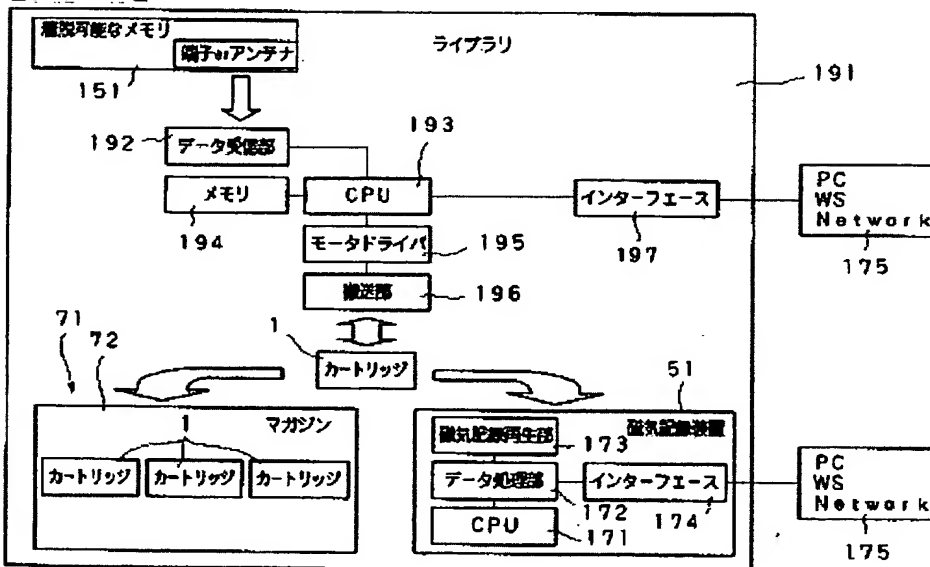 着脱可能なメモリ
ライブラリ
端子orアンテナ
151
191
192
データ受信部
193
メモリ
CPU
インターフェース
PC
WS
Network
194
モータドライバ
195
197
175
搬送部
196
71
72
1
カートリッジ
51
1
マガジン
磁気記録再生部
磁気記録装置
173
カートリッジ
カートリッジ
カートリッジ
データ処理部
インターフェース
PC
WS
Network
172
174
CPU
171
175